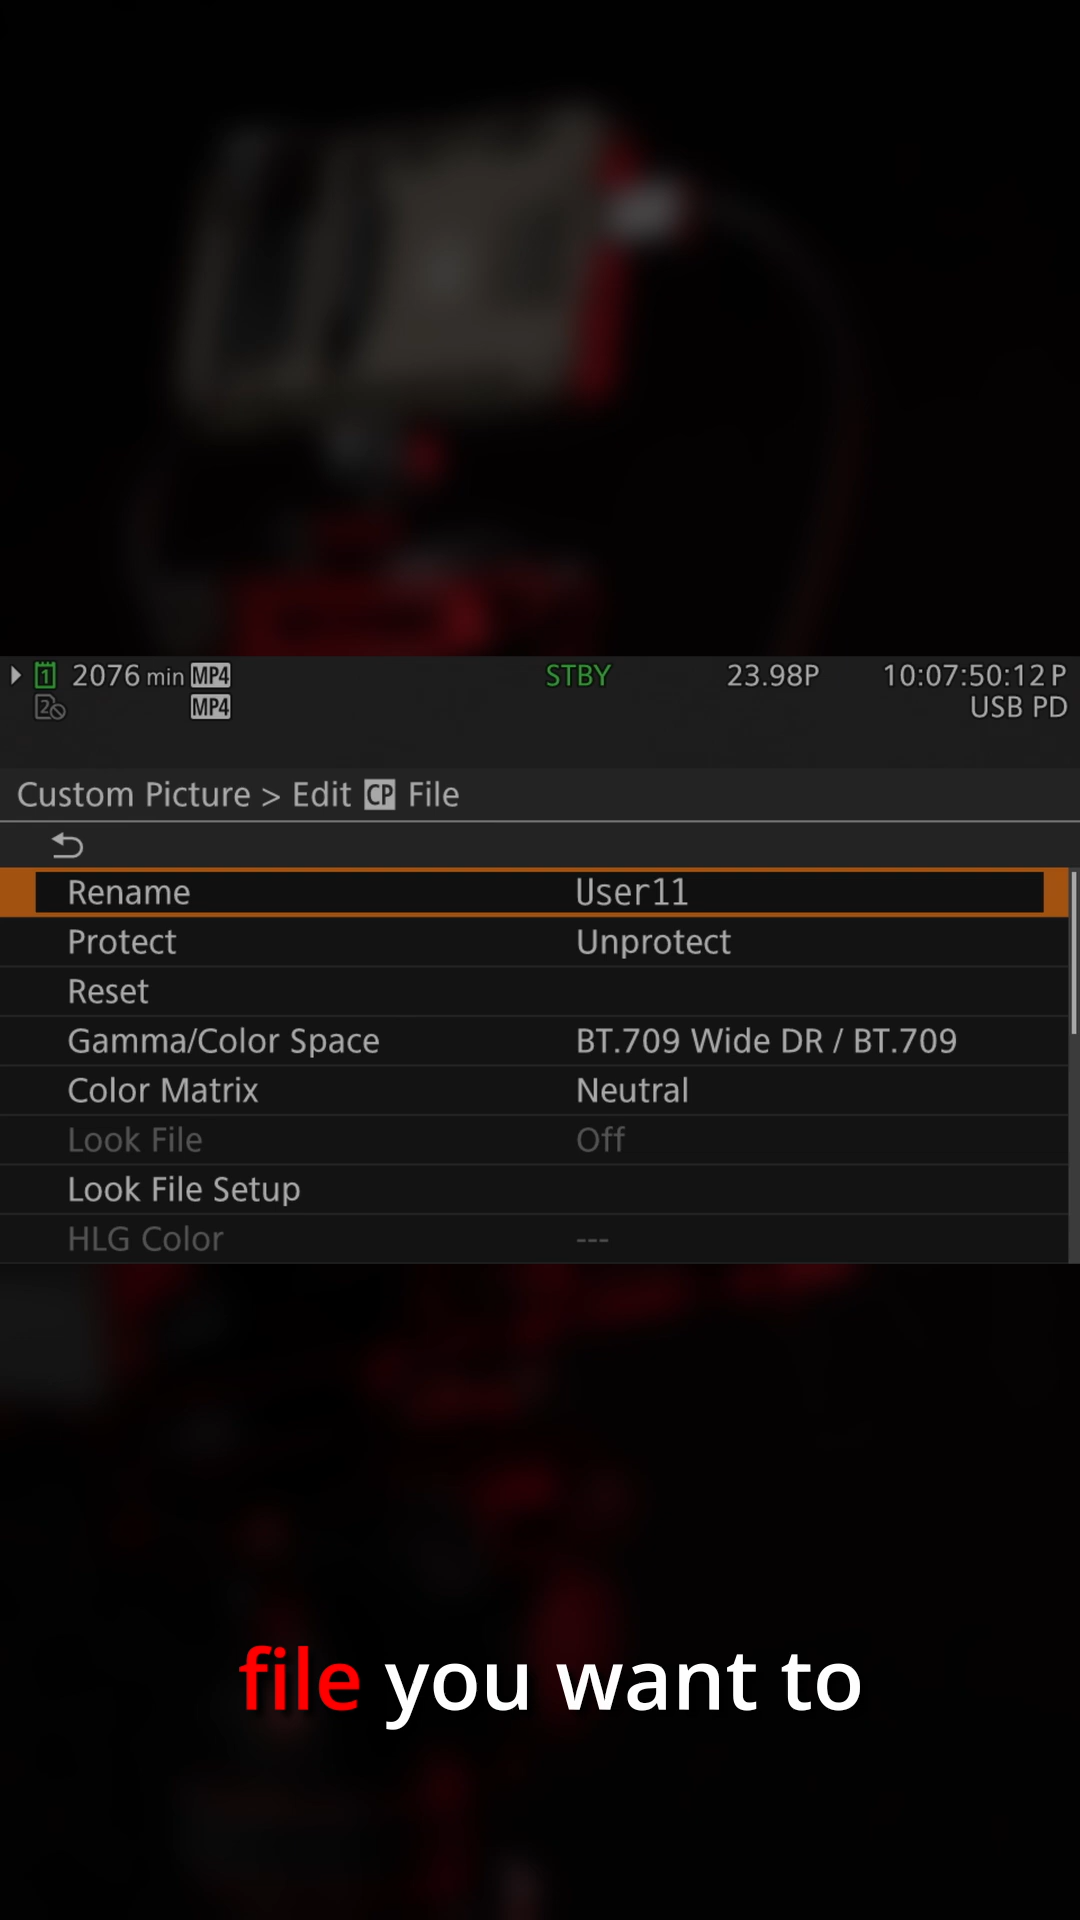 1 2076 min MP4 STBY 23.98P 10:07:50:12 P
2 MP4 USB PD
Custom Picture > Edit CP File
Rename User11
Protect Unprotect
Reset
Gamma/Color Space BT.709 Wide DR / BT.709
Color Matrix Neutral
Look File Off
Look File Setup
HLG Color ---
file you want to